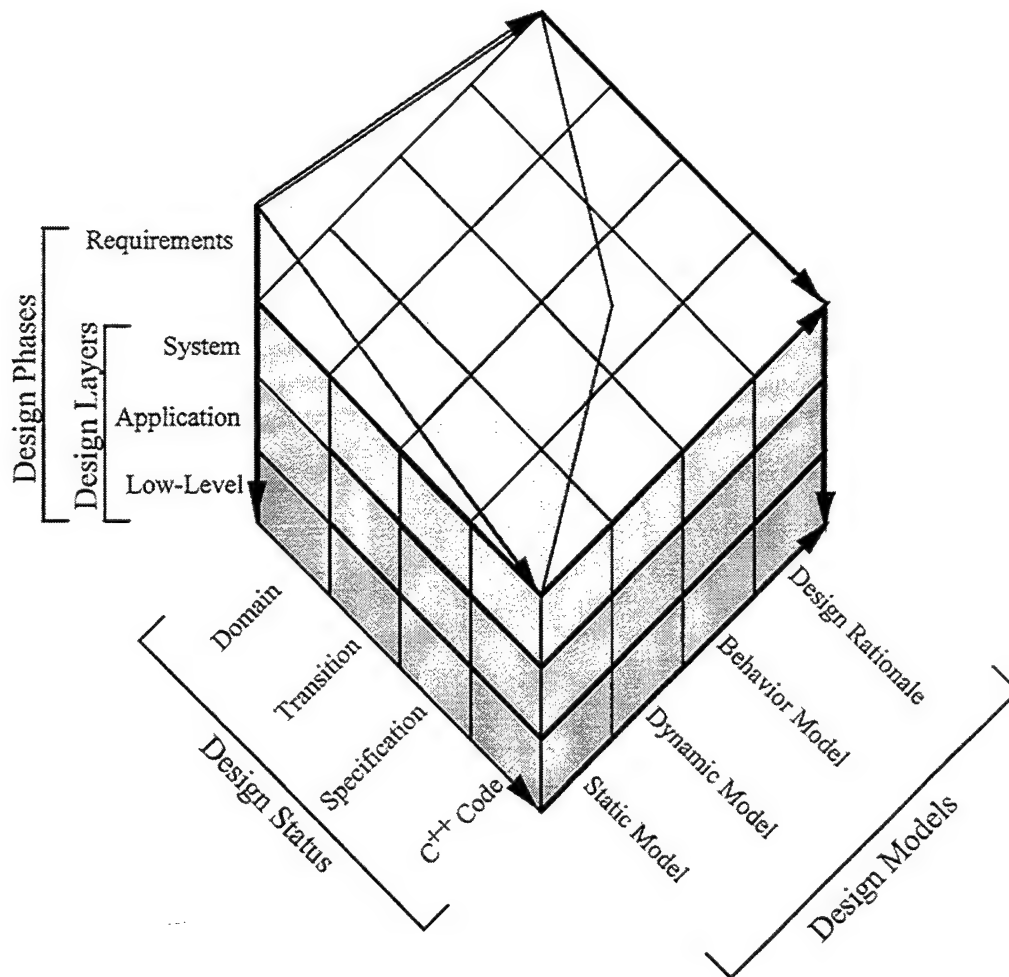 Design Phases
Requirements
Design Layers
System
Application
Low-Level
Design Status
Domain
Transition
Specification
C++ Code
Static Model
Dynamic Model
Behavior Model
Design Rationale
Design Models